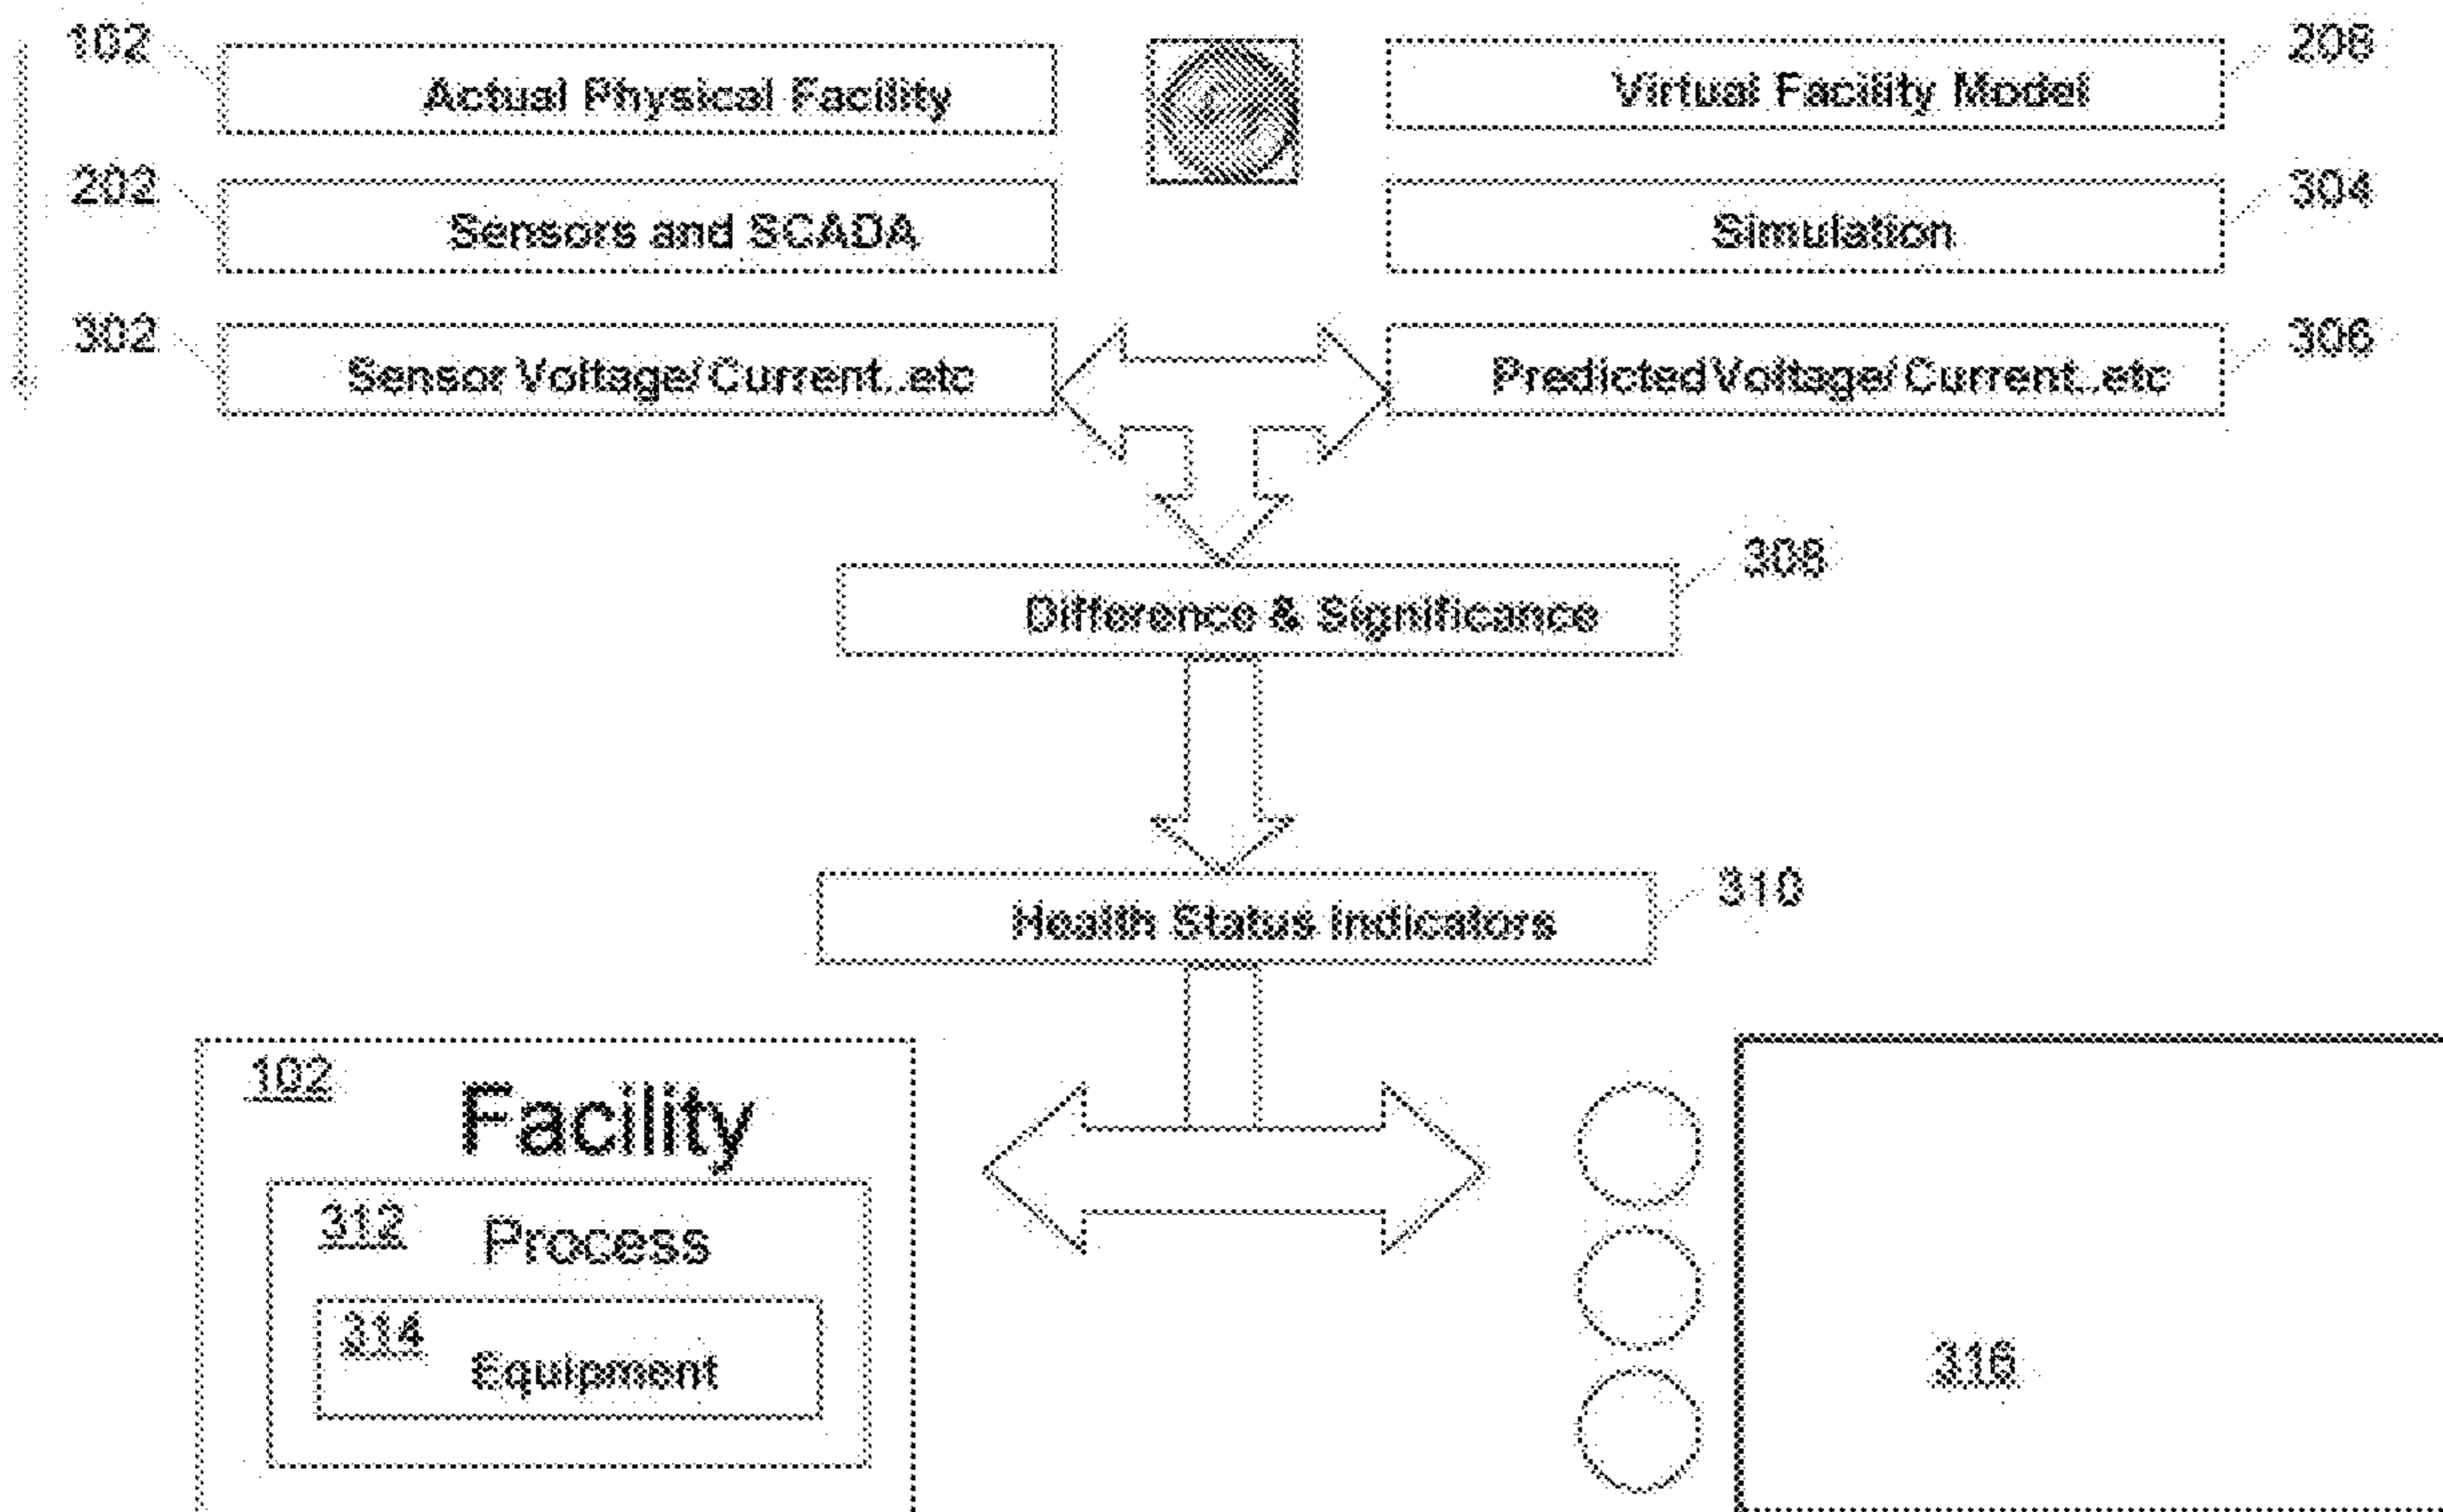 102
Actual Physical Facility
Virtual Facility Model
206
202
Sensors and SCADA
Simulation
304
302
Sensor Voltage/Current..etc
Predicted Voltage/Current..etc
306
Difference & Significance
308
Health Status Indicators
310
102
Facility
312
Process
314
Equipment
316